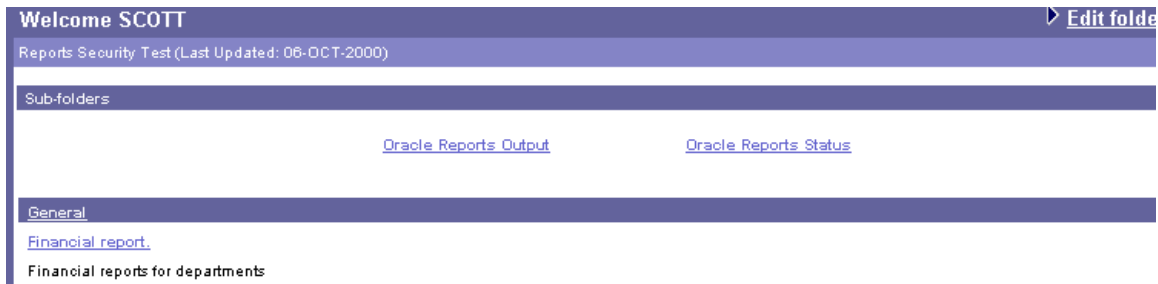 Welcome SCOTT Edit folde
Reports Security Test (Last Updated: 06-OCT-2000)
Sub-folders
Oracle Reports Output Oracle Reports Status
General
Financial report.
Financial reports for departments